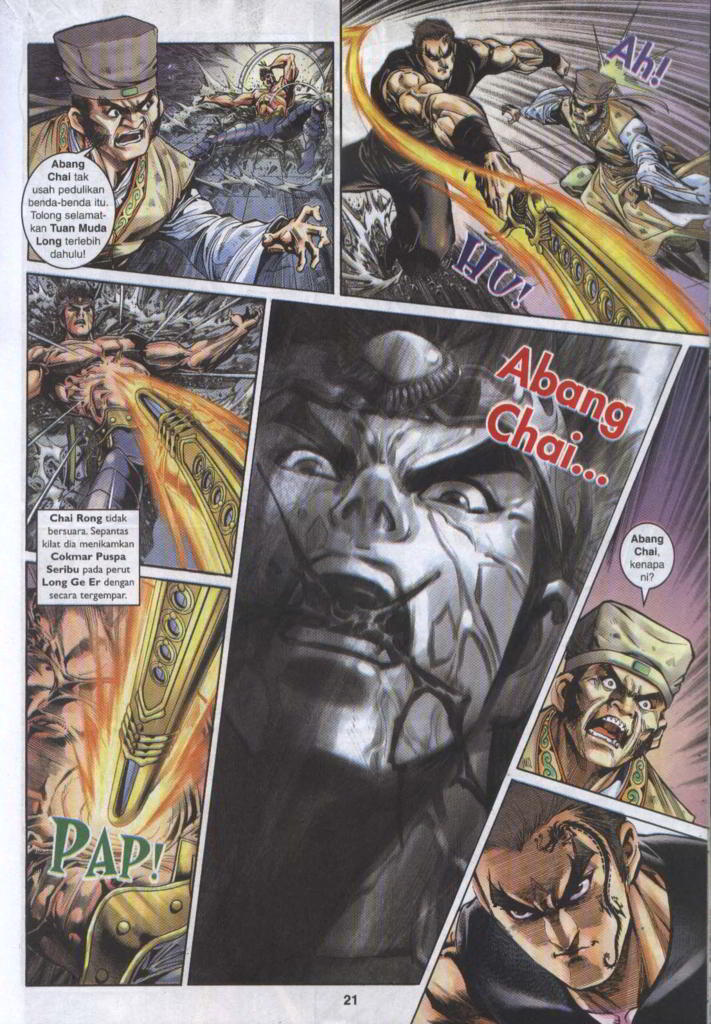 Abang
Chai tak
usah pedulikan
benda-benda itu.
Tolong selamat-
kan Tuan Muda
Long terlebih
dahulu!
Ah!
HU!
Chai Rong tidak
bersuara. Sepantas
kilat dia menikamkan
Cokmar Puspa
Seribu pada perut
Long Ge Er dengan
secara tergempar.
PAP!
Abang
Chai...
Abang
Chai,
kenapa
ni?
21